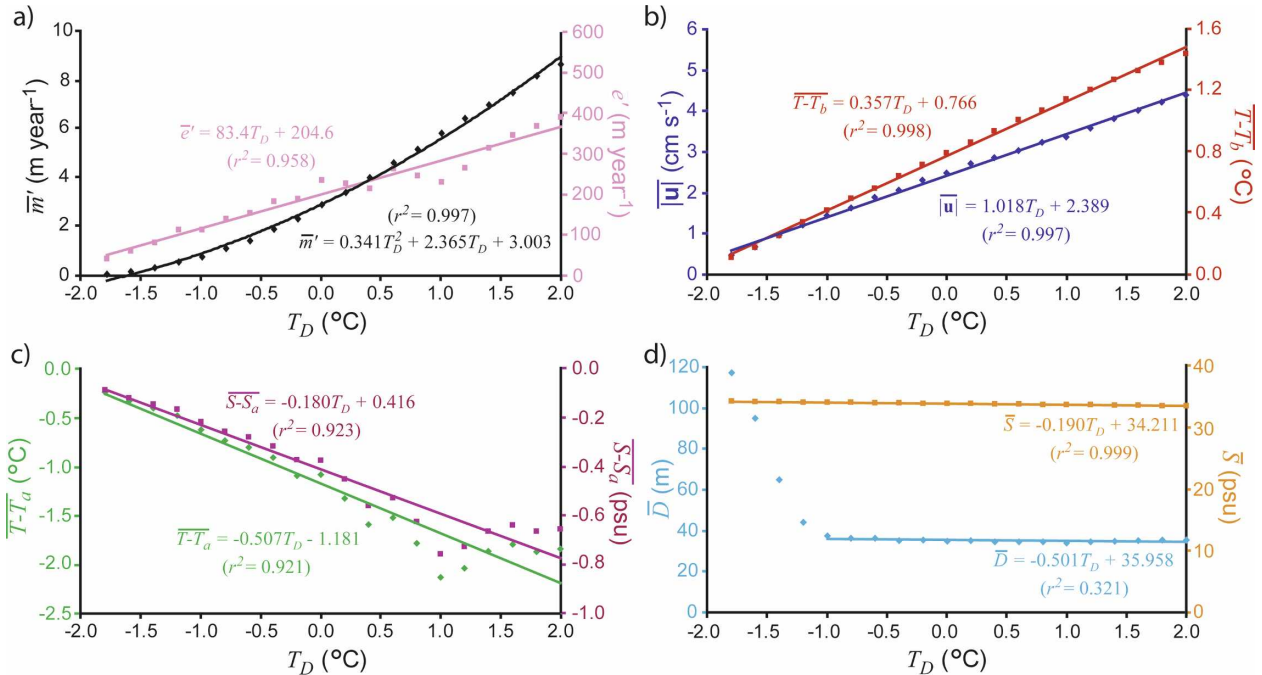 a)
10
8
6
4
2
0
m̅′ (m year⁻¹)
600
500
400
300
200
100
0
e′ (m year⁻¹)
e̅′ = 83.4T_D + 204.6
(r² = 0.958)
(r² = 0.997)
m̅′ = 0.341T_D² + 2.365T_D + 3.003
-2.0 -1.5 -1.0 -0.5 0.0 0.5 1.0 1.5 2.0
T_D (°C)
b)
6
5
4
3
2
1
0
|u̅| (cm s⁻¹)
1.6
1.2
0.8
0.4
0.0
T-T_b (°C)
T-T_b = 0.357T_D + 0.766
(r² = 0.998)
|u̅| = 1.018T_D + 2.389
(r² = 0.997)
-2.0 -1.5 -1.0 -0.5 0.0 0.5 1.0 1.5 2.0
T_D (°C)
c)
0.0
-0.5
-1.0
-1.5
-2.0
-2.5
T-T_a (°C)
0.0
-0.2
-0.4
-0.6
-0.8
-1.0
S-S_a (psu)
S-S_a = -0.180T_D + 0.416
(r² = 0.923)
T-T_a = -0.507T_D - 1.181
(r² = 0.921)
-2.0 -1.5 -1.0 -0.5 0.0 0.5 1.0 1.5 2.0
T_D (°C)
d)
120
100
80
60
40
20
0
D̅ (m)
40
30
20
10
0
S̅ (psu)
S̅ = -0.190T_D + 34.211
(r² = 0.999)
D̅ = -0.501T_D + 35.958
(r² = 0.321)
-2.0 -1.5 -1.0 -0.5 0.0 0.5 1.0 1.5 2.0
T_D (°C)